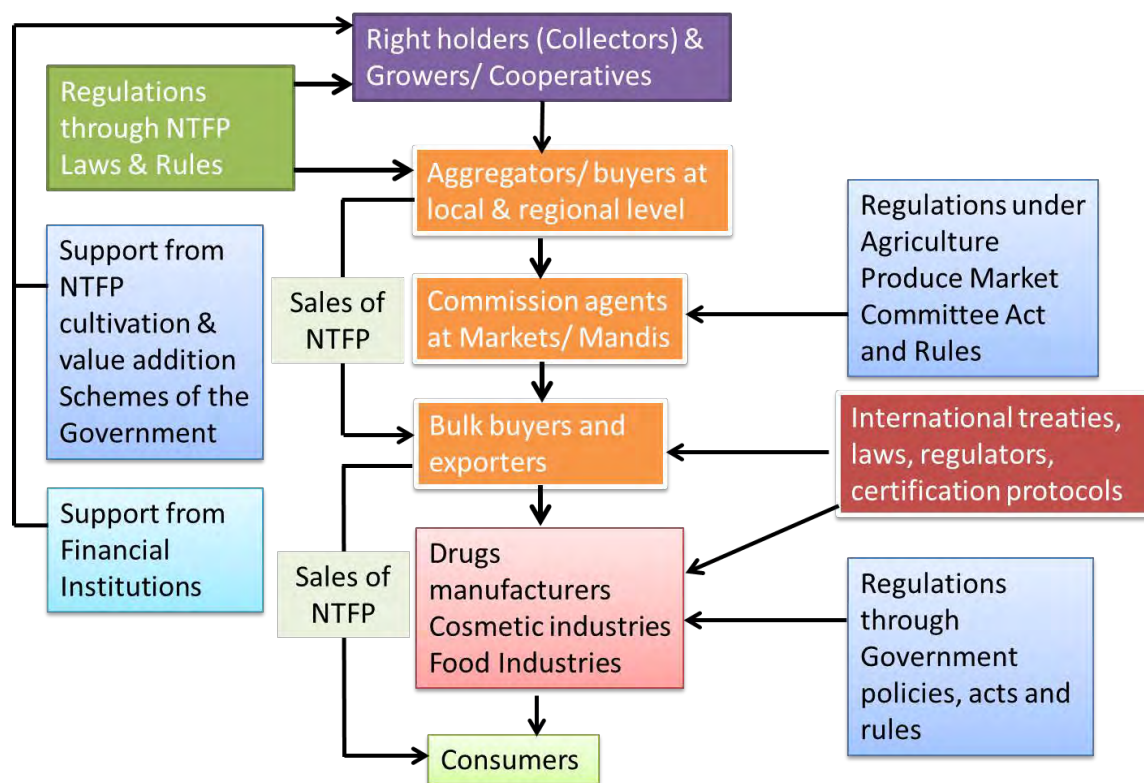 Right holders (Collectors) &
Growers/ Cooperatives
Regulations
through NTFP
Laws & Rules
Aggregators/ buyers at
local & regional level
Regulations under
Agriculture
Produce Market
Committee Act
and Rules
Support from
NTFP
cultivation &
value addition
Schemes of the
Government
Sales of
NTFP
Commission agents
at Markets/ Mandis
Bulk buyers and
exporters
International treaties,
laws, regulators,
certification protocols
Support from
Financial
Institutions
Sales of
NTFP
Drugs
manufacturers
Cosmetic industries
Food Industries
Regulations
through
Government
policies, acts and
rules
Consumers